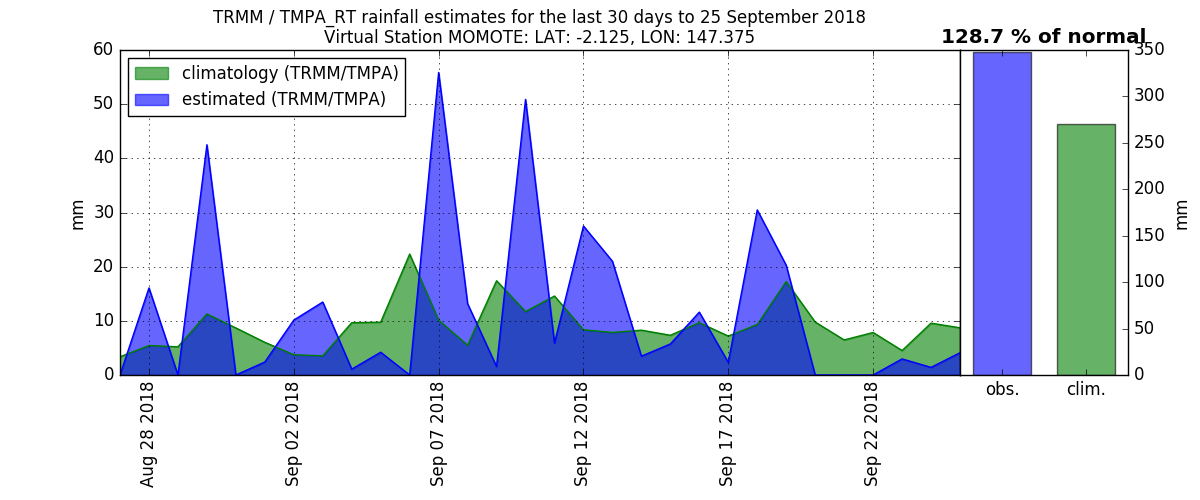 TRMM / TMPA_RT rainfall estimates for the last 30 days to 25 September 2018
Virtual Station MOMOTE: LAT: -2.125, LON: 147.375
128.7 % of normal
climatology (TRMM/TMPA)
estimated (TRMM/TMPA)
60
50
40
30
20
10
0
mm
Aug 28 2018
Sep 02 2018
Sep 07 2018
Sep 12 2018
Sep 17 2018
Sep 22 2018
350
300
250
200
150
100
50
0
mm
obs.
clim.